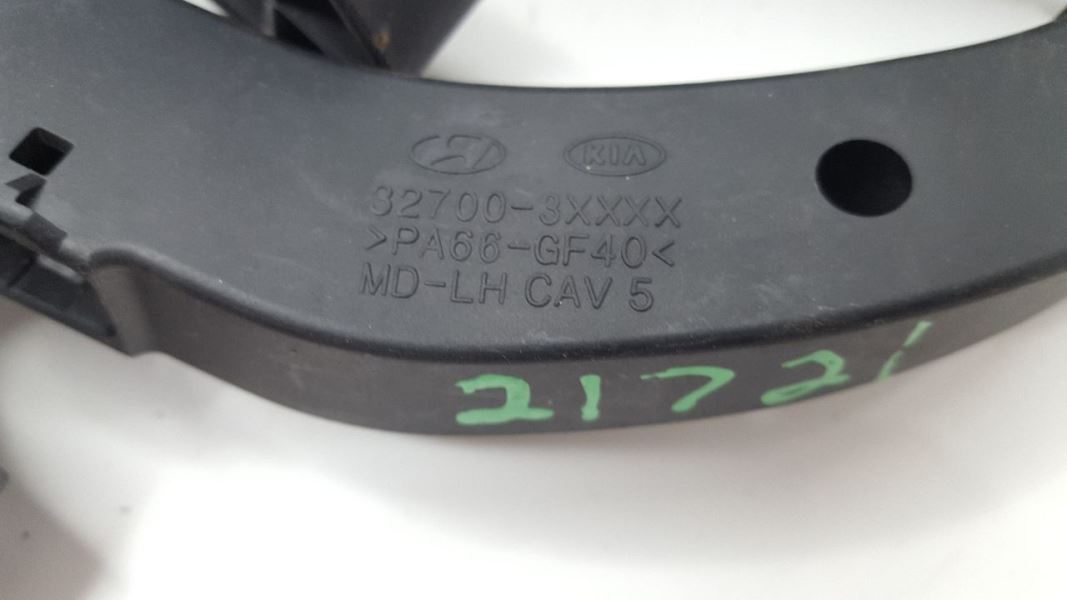 KIA
32700-3XXXX
>PA66-GF40<
MD-LH CAV 5
21721